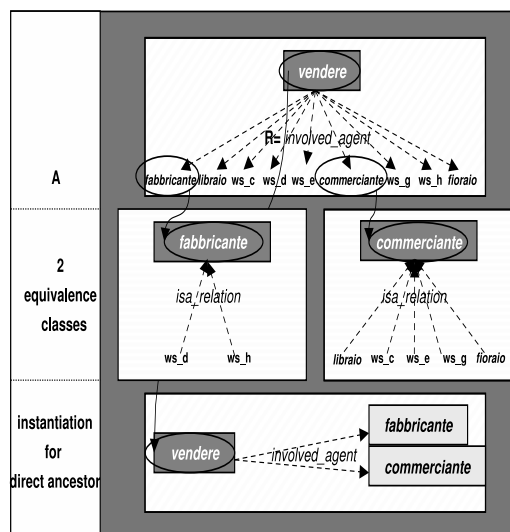 vendere
R= involved_agent
A
fabbricante libraio ws_c ws_d ws_e commerciante ws_g ws_h fioraio
2
equivalence
classes
fabbricante
commerciante
isa_relation
isa_relation
ws_d ws_h
libraio ws_c ws_e ws_g fioraio
instantiation
for
direct ancestor
vendere
involved_agent
fabbricante
commerciante